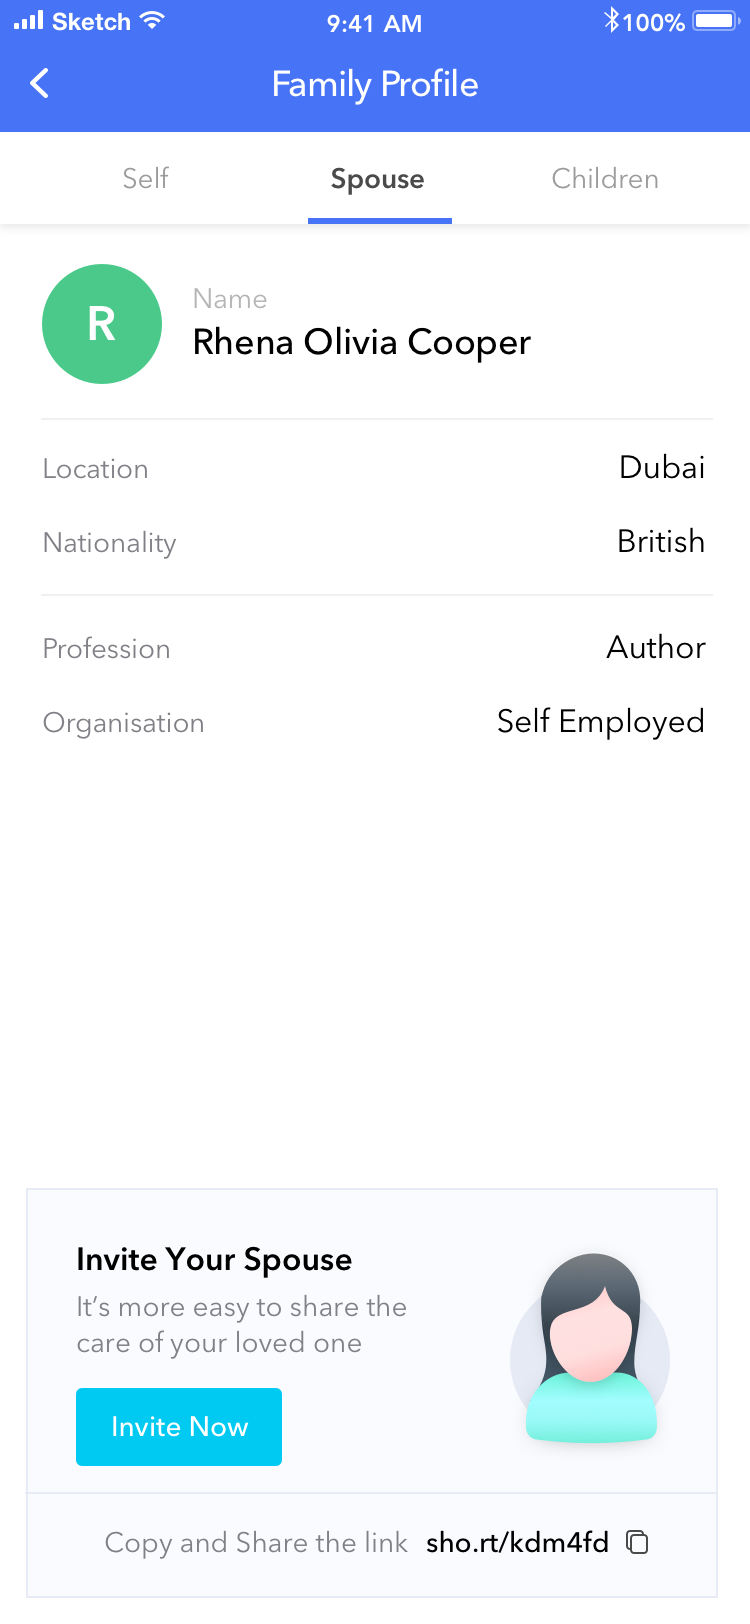 Sketch 9:41 AM 100%
Family Profile
Self Spouse Children
R
Name
Rhena Olivia Cooper
Location Dubai
Nationality British
Profession Author
Organisation Self Employed
Invite Your Spouse
It’s more easy to share the
care of your loved one
Invite Now
Copy and Share the link sho.rt/kdm4fd